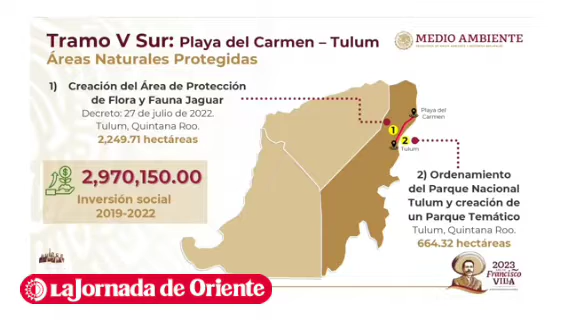 Tramo V Sur: Playa del Carmen – Tulum
Áreas Naturales Protegidas
MEDIO AMBIENTE
1) Creación del Área de Protección
de Flora y Fauna Jaguar
Decreto: 27 de julio de 2022.
Tulum, Quintana Roo.
2,249.71 hectáreas
Playa del
Carmen
1
2
Tulum
2,970,150.00
Inversión social
2019-2022
2) Ordenamiento
del Parque Nacional
Tulum y creación de
un Parque Temático
Tulum, Quintana Roo.
664.32 hectáreas
2023
Francisco
VILLA
LaJornada de Oriente